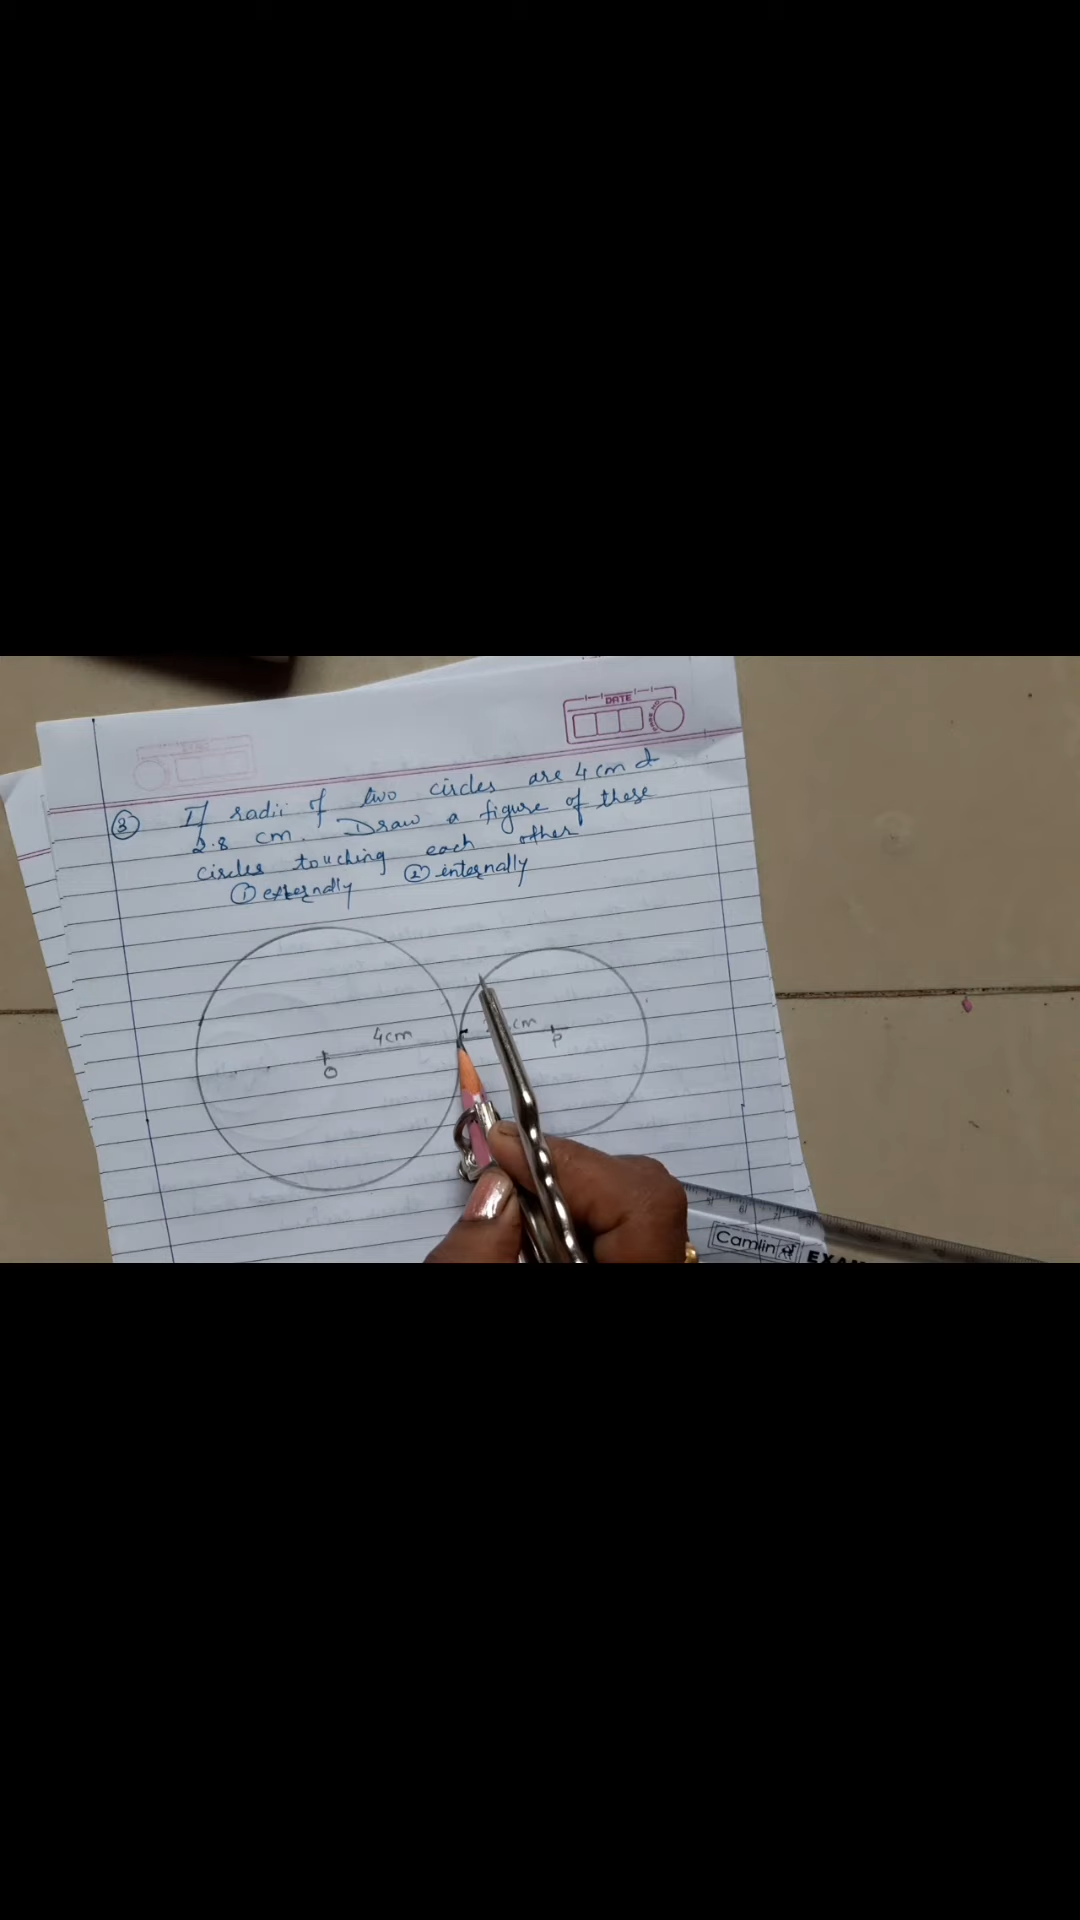 DATE
③ If radii of two circles are 4 cm &
2.8 cm. Draw a figure of these
circles touching each other
① externally ② internally
4cm
cm
O
P
Camlin